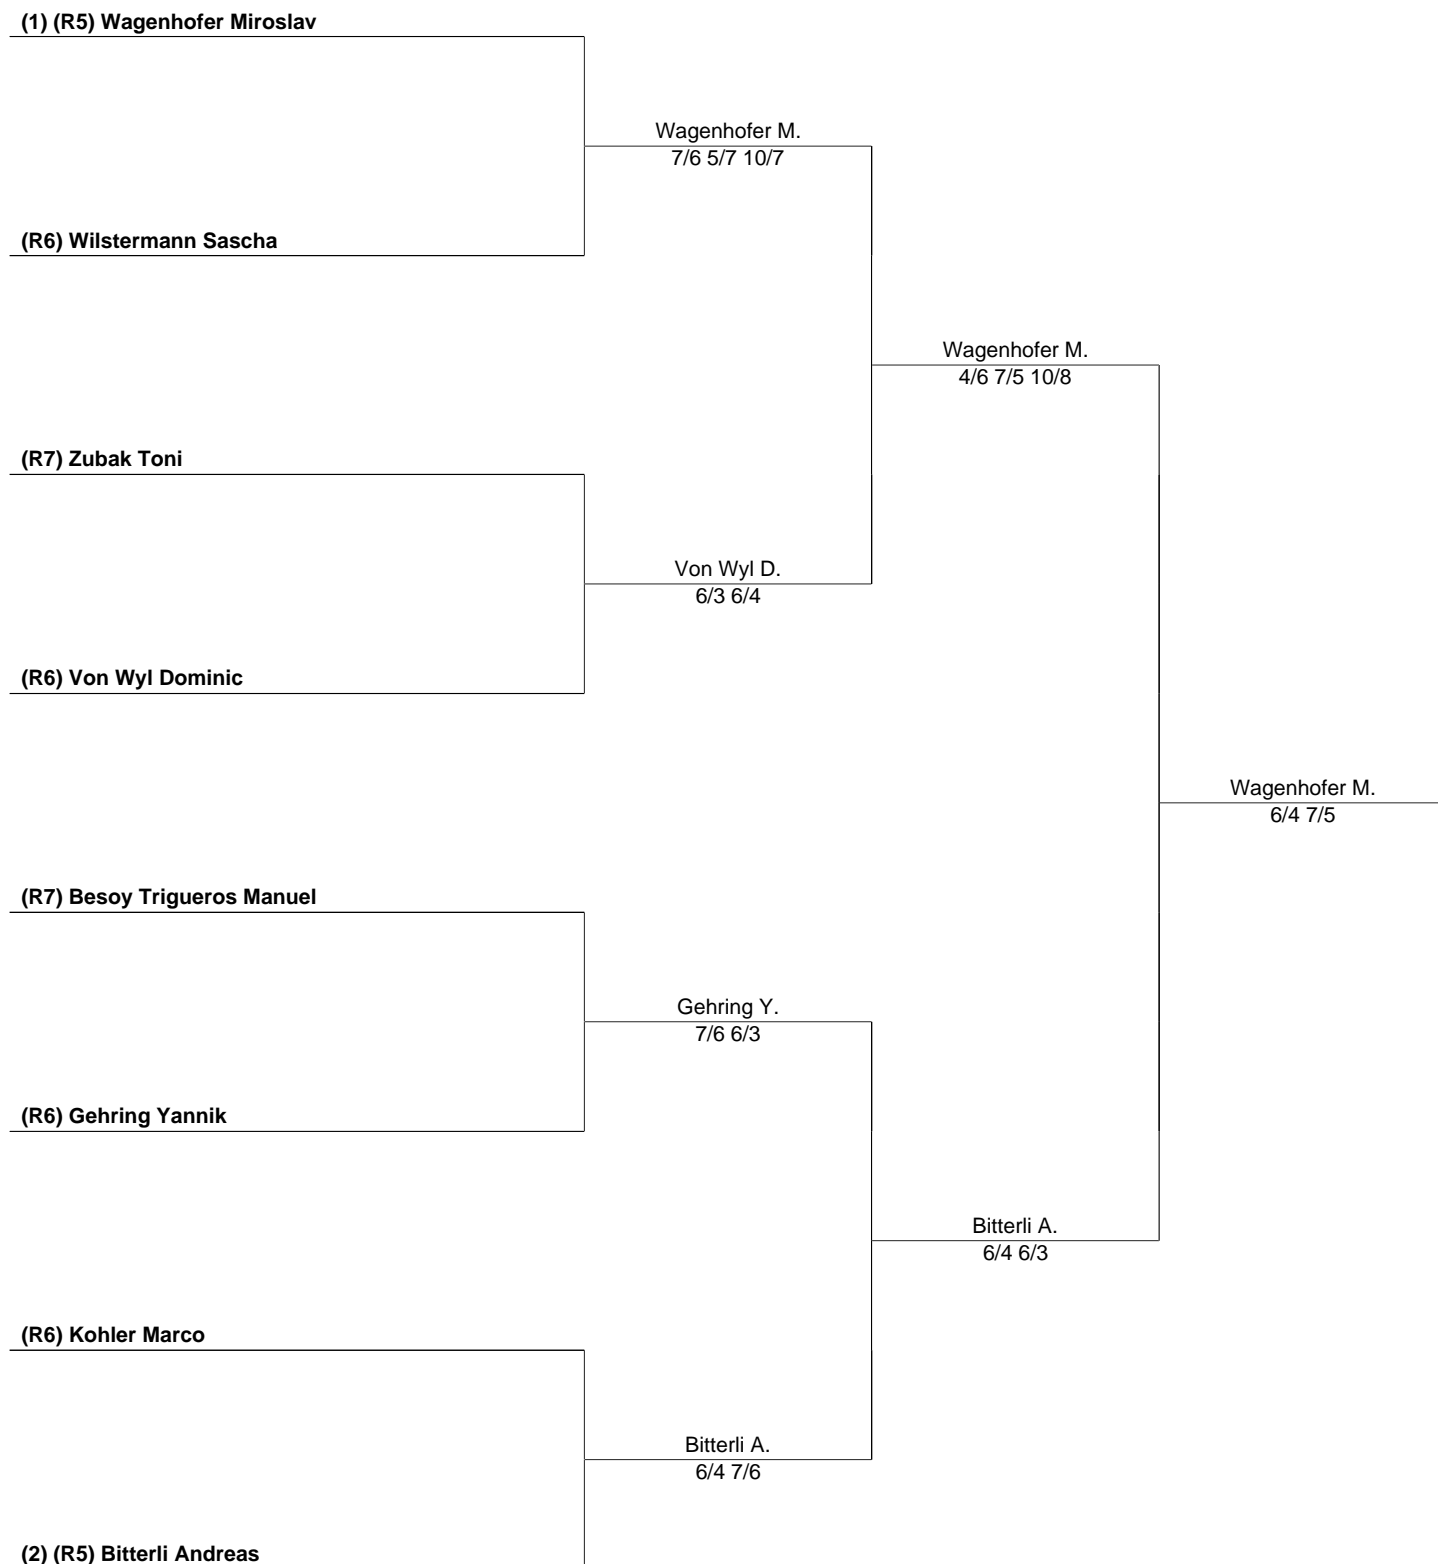 (1) (R5) Wagenhofer Miroslav
Wagenhofer M.
7/6 5/7 10/7
(R6) Wilstermann Sascha
Wagenhofer M.
4/6 7/5 10/8
(R7) Zubak Toni
Von Wyl D.
6/3 6/4
(R6) Von Wyl Dominic
Wagenhofer M.
6/4 7/5
(R7) Besoy Trigueros Manuel
Gehring Y.
7/6 6/3
(R6) Gehring Yannik
Bitterli A.
6/4 6/3
(R6) Kohler Marco
Bitterli A.
6/4 7/6
(2) (R5) Bitterli Andreas